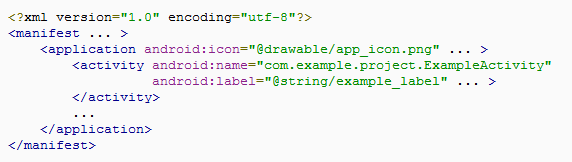 <?xml version="1.0" encoding="utf-8"?>
<manifest ... >
    <application android:icon="@drawable/app_icon.png" ... >
        <activity android:name="com.example.project.ExampleActivity"
                  android:label="@string/example_label" ... >
        </activity>
        ...
    </application>
</manifest>